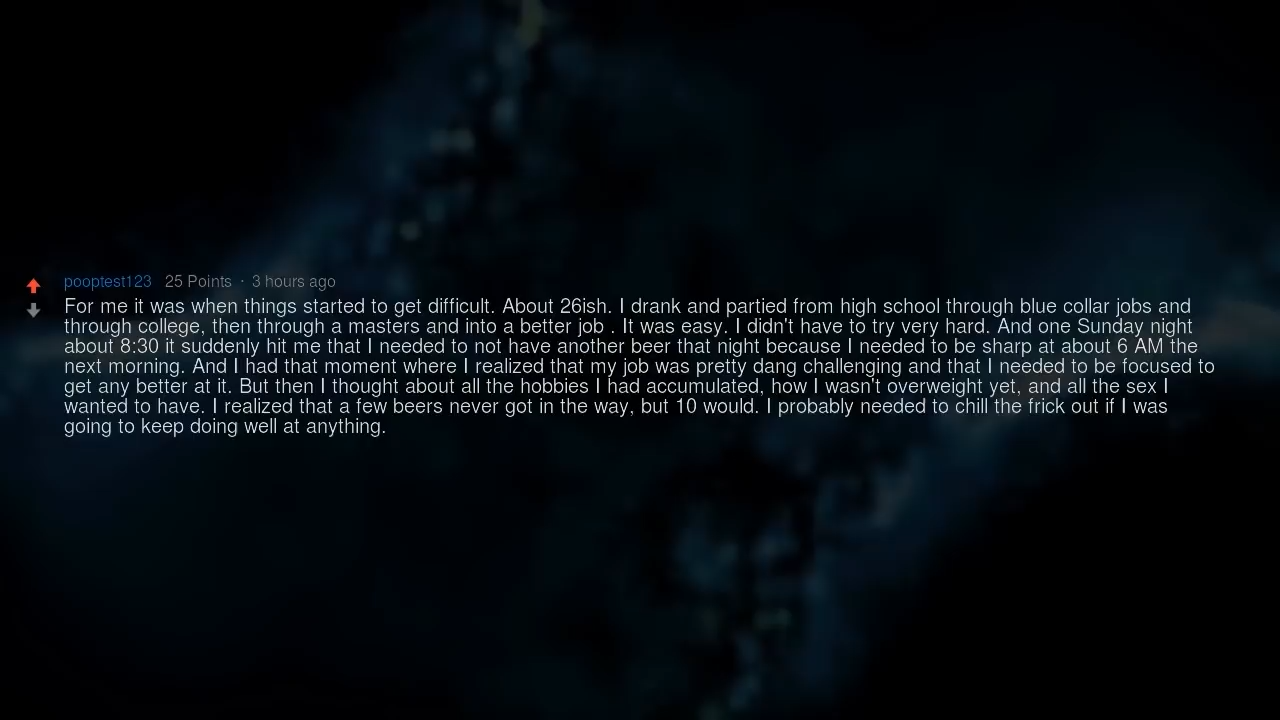 pooptest123 25 Points · 3 hours ago
For me it was when things started to get difficult. About 26ish. I drank and partied from high school through blue collar jobs and
through college, then through a masters and into a better job . It was easy. I didn't have to try very hard. And one Sunday night
about 8:30 it suddenly hit me that I needed to not have another beer that night because I needed to be sharp at about 6 AM the
next morning. And I had that moment where I realized that my job was pretty dang challenging and that I needed to be focused to
get any better at it. But then I thought about all the hobbies I had accumulated, how I wasn't overweight yet, and all the sex I
wanted to have. I realized that a few beers never got in the way, but 10 would. I probably needed to chill the frick out if I was
going to keep doing well at anything.